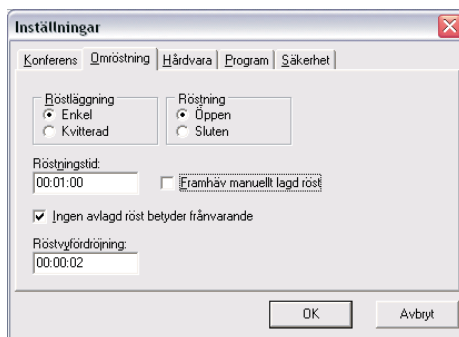 Inställningar
Konferens Omröstning Hårdvara Program Säkerhet
Röstläggning Röstning
Enkel Öppen
Kvitterad Sluten
Röstningstid:
00:01:00 Framhäv manuellt lagd röst
Ingen avlagd röst betyder frånvarande
Röstvyfördröjning:
00:00:02
OK Avbryt